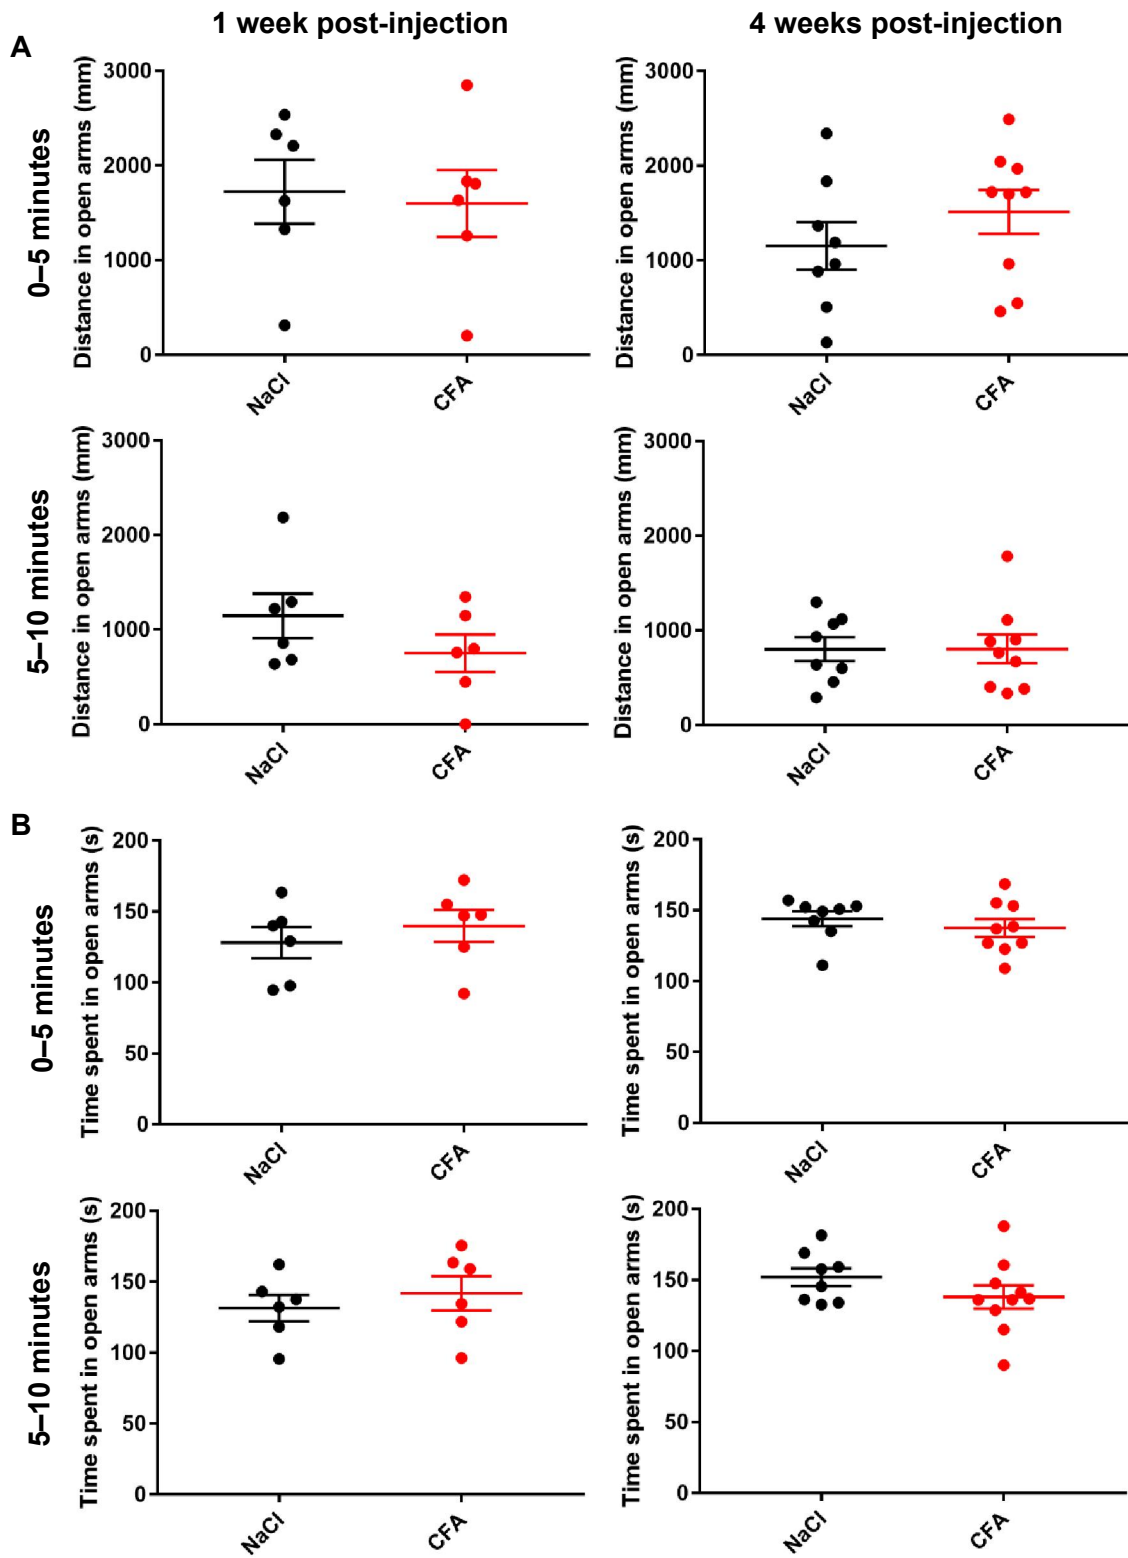 1 week post-injection
4 weeks post-injection
A
0–5 minutes
Distance in open arms (mm)
3000
2000
1000
0
NaCl
CFA
Distance in open arms (mm)
3000
2000
1000
0
NaCl
CFA
5–10 minutes
Distance in open arms (mm)
3000
2000
1000
0
NaCl
CFA
Distance in open arms (mm)
3000
2000
1000
0
NaCl
CFA
B
0–5 minutes
Time spent in open arms (s)
200
150
100
50
0
NaCl
CFA
Time spent in open arms (s)
200
150
100
50
0
NaCl
CFA
5–10 minutes
Time spent in open arms (s)
200
150
100
50
0
NaCl
CFA
Time spent in open arms (s)
200
150
100
50
0
NaCl
CFA